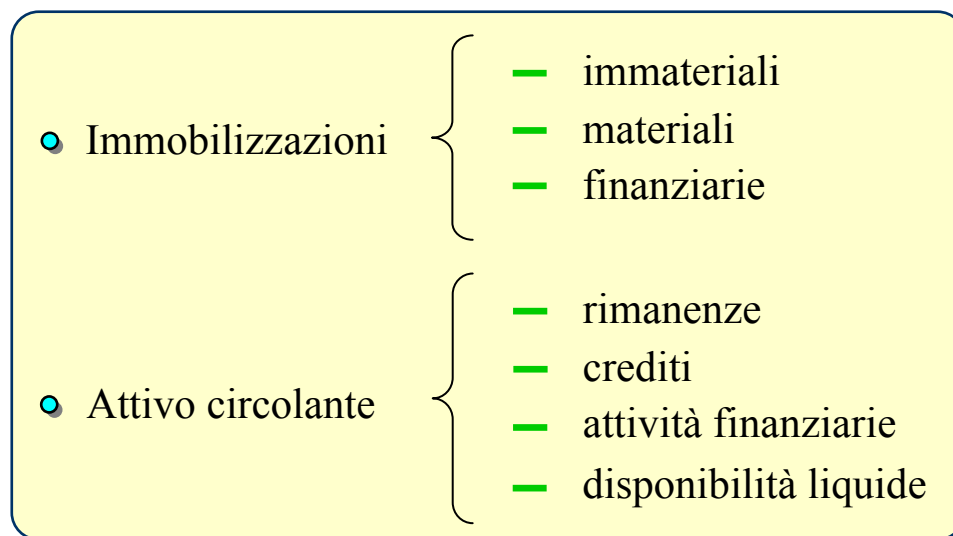 Immobilizzazioni
— immateriali
— materiali
— finanziarie
Attivo circolante
— rimanenze
— crediti
— attività finanziarie
— disponibilità liquide